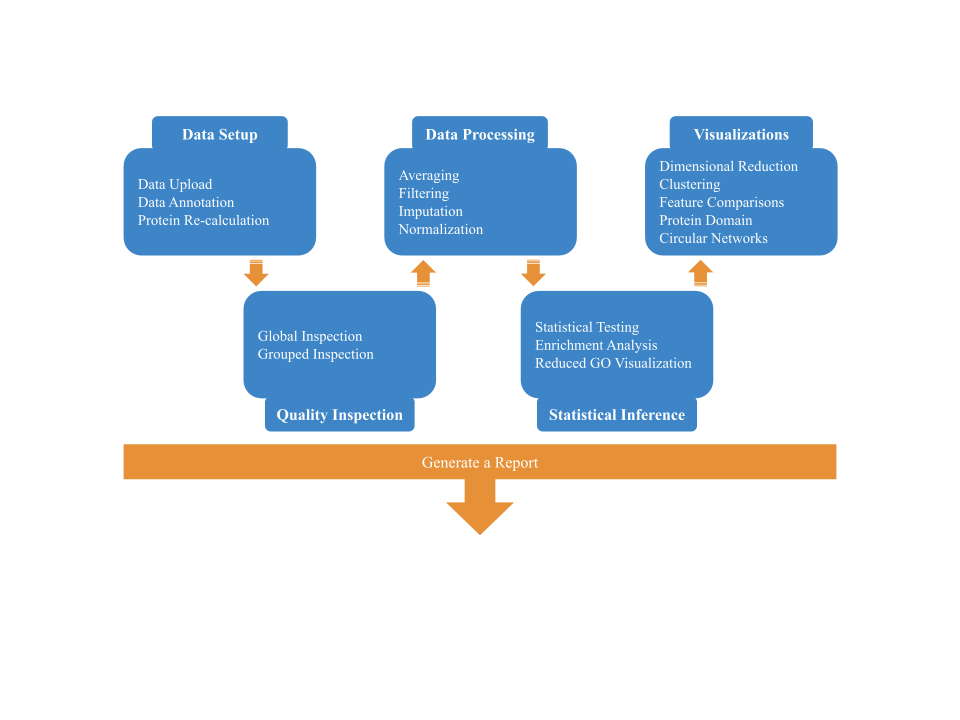 Data Setup
Data Upload
Data Annotation
Protein Re-calculation
Global Inspection
Grouped Inspection
Quality Inspection
Data Processing
Averaging
Filtering
Imputation
Normalization
Statistical Testing
Enrichment Analysis
Reduced GO Visualization
Statistical Inference
Visualizations
Dimensional Reduction
Clustering
Feature Comparisons
Protein Domain
Circular Networks
Generate a Report